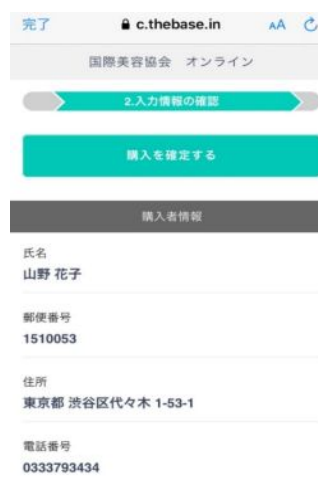 完了
c.thebase.in
AA
国際美容協会 オンライン
2.入力情報の確認
購入を確定する
購入者情報
氏名
山野 花子
郵便番号
1510053
住所
東京都 渋谷区代々木 1-53-1
電話番号
0333793434